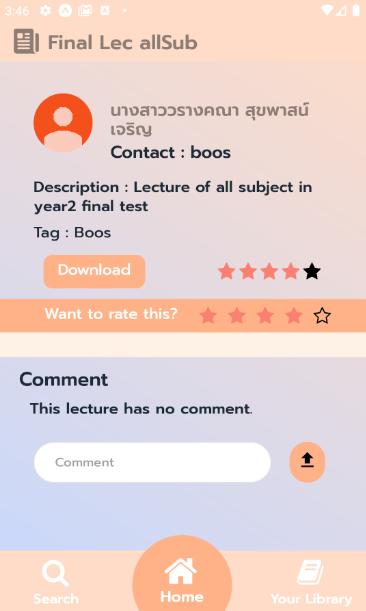 3:46
Final Lec allSub
นางสาววรางคณา สุขพาสน์
เจริญ
Contact : boos
Description : Lecture of all subject in
year2 final test
Tag : Boos
Download
Want to rate this?
Comment
This lecture has no comment.
Comment
Search
Home
Your Library